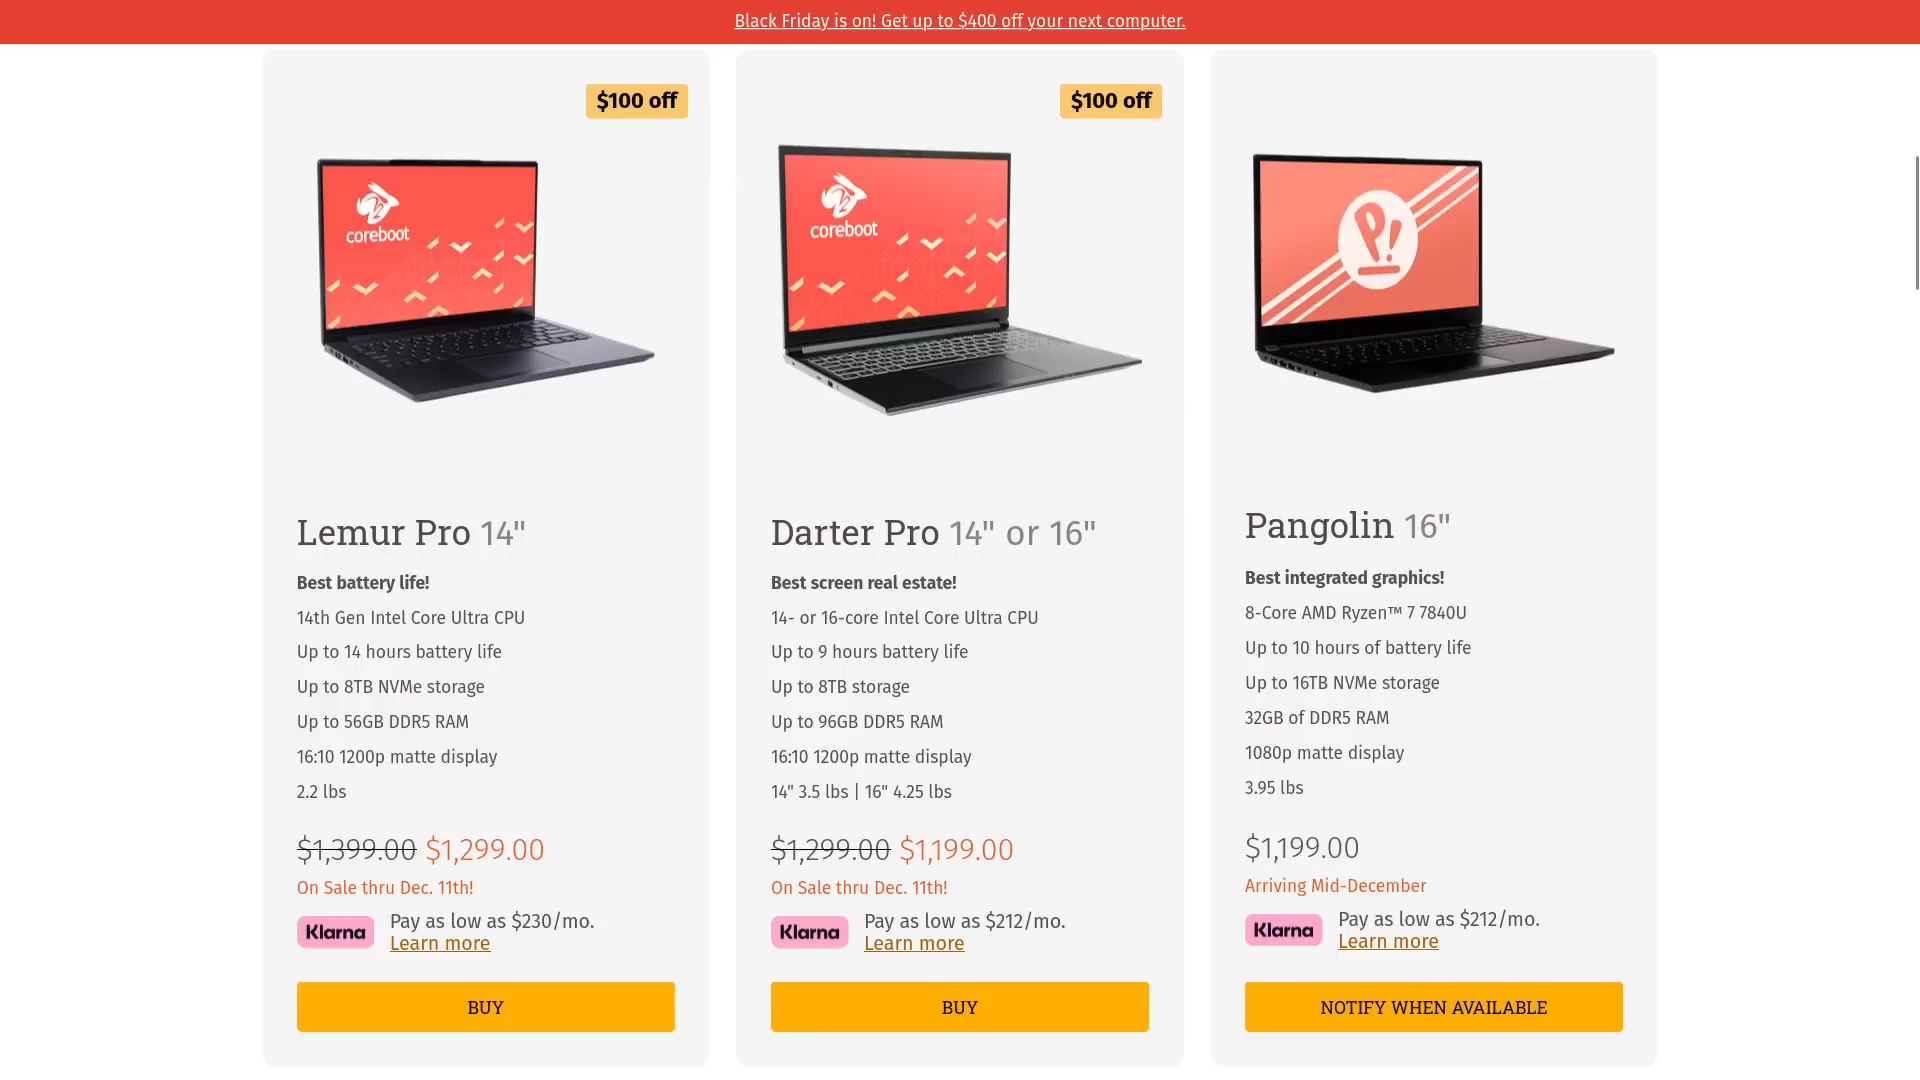 Black Friday is on! Get up to $400 off your next computer.
$100 off
coreboot
Lemur Pro 14"
Best battery life!
14th Gen Intel Core Ultra CPU
Up to 14 hours battery life
Up to 8TB NVMe storage
Up to 56GB DDR5 RAM
16:10 1200p matte display
2.2 lbs
$1,399.00 $1,299.00
On Sale thru Dec. 11th!
Klarna Pay as low as $230/mo.
Learn more
BUY
$100 off
coreboot
Darter Pro 14" or 16"
Best screen real estate!
14- or 16-core Intel Core Ultra CPU
Up to 9 hours battery life
Up to 8TB storage
Up to 96GB DDR5 RAM
16:10 1200p matte display
14" 3.5 lbs | 16" 4.25 lbs
$1,299.00 $1,199.00
On Sale thru Dec. 11th!
Klarna Pay as low as $212/mo.
Learn more
BUY
P!
Pangolin 16"
Best integrated graphics!
8-Core AMD Ryzen™ 7 7840U
Up to 10 hours of battery life
Up to 16TB NVMe storage
32GB of DDR5 RAM
1080p matte display
3.95 lbs
$1,199.00
Arriving Mid-December
Klarna Pay as low as $212/mo.
Learn more
NOTIFY WHEN AVAILABLE